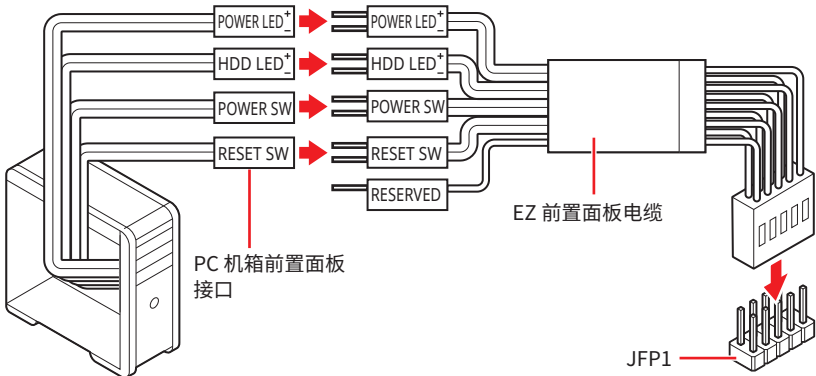 POWER LED+−
POWER LED+−
HDD LED+−
HDD LED+−
POWER SW
POWER SW
RESET SW
RESET SW
RESERVED
EZ 前置面板电缆
PC 机箱前置面板
接口
JFP1